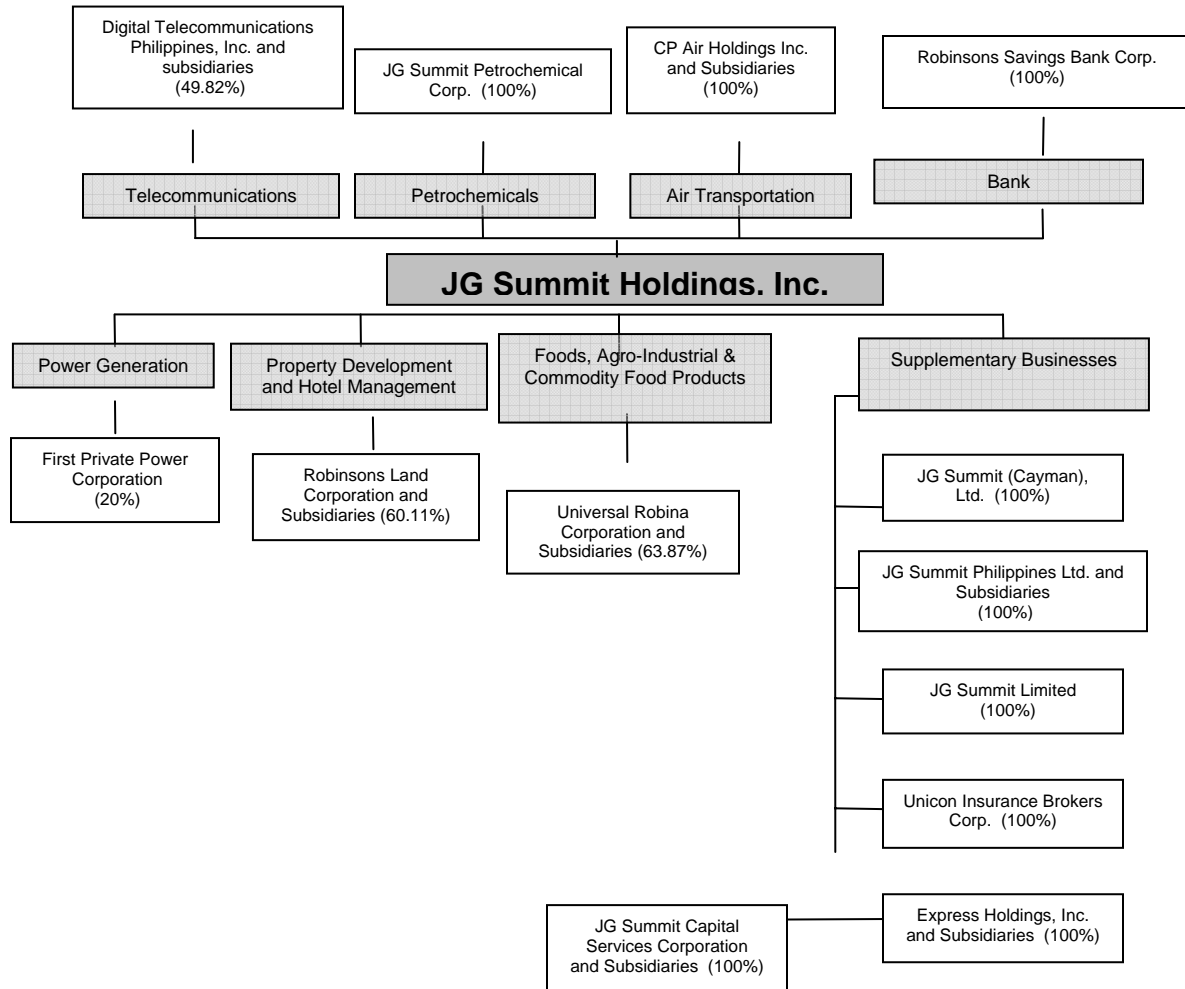 Digital Telecommunications
Philippines, Inc. and
subsidiaries
(49.82%)
JG Summit Petrochemical
Corp. (100%)
CP Air Holdings Inc.
and Subsidiaries
(100%)
Robinsons Savings Bank Corp.
(100%)
Telecommunications
Petrochemicals
Air Transportation
Bank
JG Summit Holdings, Inc.
Power Generation
Property Development
and Hotel Management
Foods, Agro-Industrial &
Commodity Food Products
Supplementary Businesses
First Private Power
Corporation
(20%)
Robinsons Land
Corporation and
Subsidiaries (60.11%)
Universal Robina
Corporation and
Subsidiaries (63.87%)
JG Summit (Cayman),
Ltd. (100%)
JG Summit Philippines Ltd. and
Subsidiaries
(100%)
JG Summit Limited
(100%)
Unicon Insurance Brokers
Corp. (100%)
Express Holdings, Inc.
and Subsidiaries (100%)
JG Summit Capital
Services Corporation
and Subsidiaries (100%)